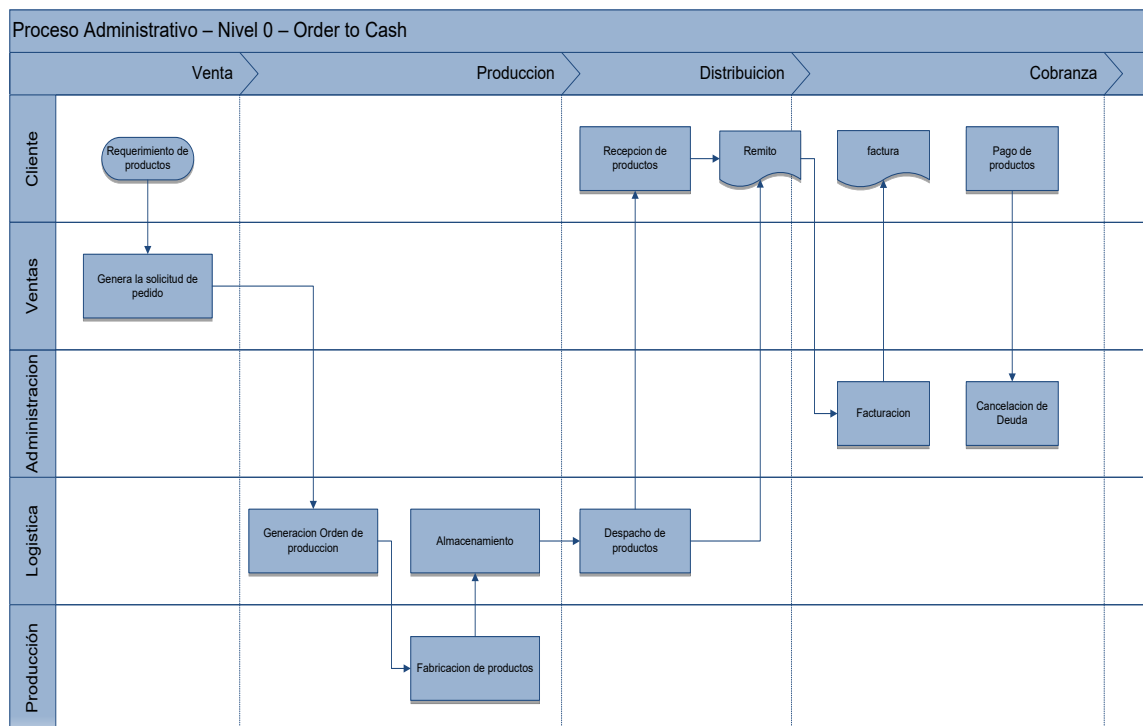 Proceso Administrativo – Nivel 0 – Order to Cash
Venta
Produccion
Distribuicion
Cobranza
Cliente
Requerimiento de
productos
Recepcion de
productos
Remito
factura
Pago de
productos
Ventas
Genera la solicitud de
pedido
Administracion
Facturacion
Cancelacion de
Deuda
Logistica
Generacion Orden de
produccion
Almacenamiento
Despacho de
productos
Producción
Fabricacion de productos